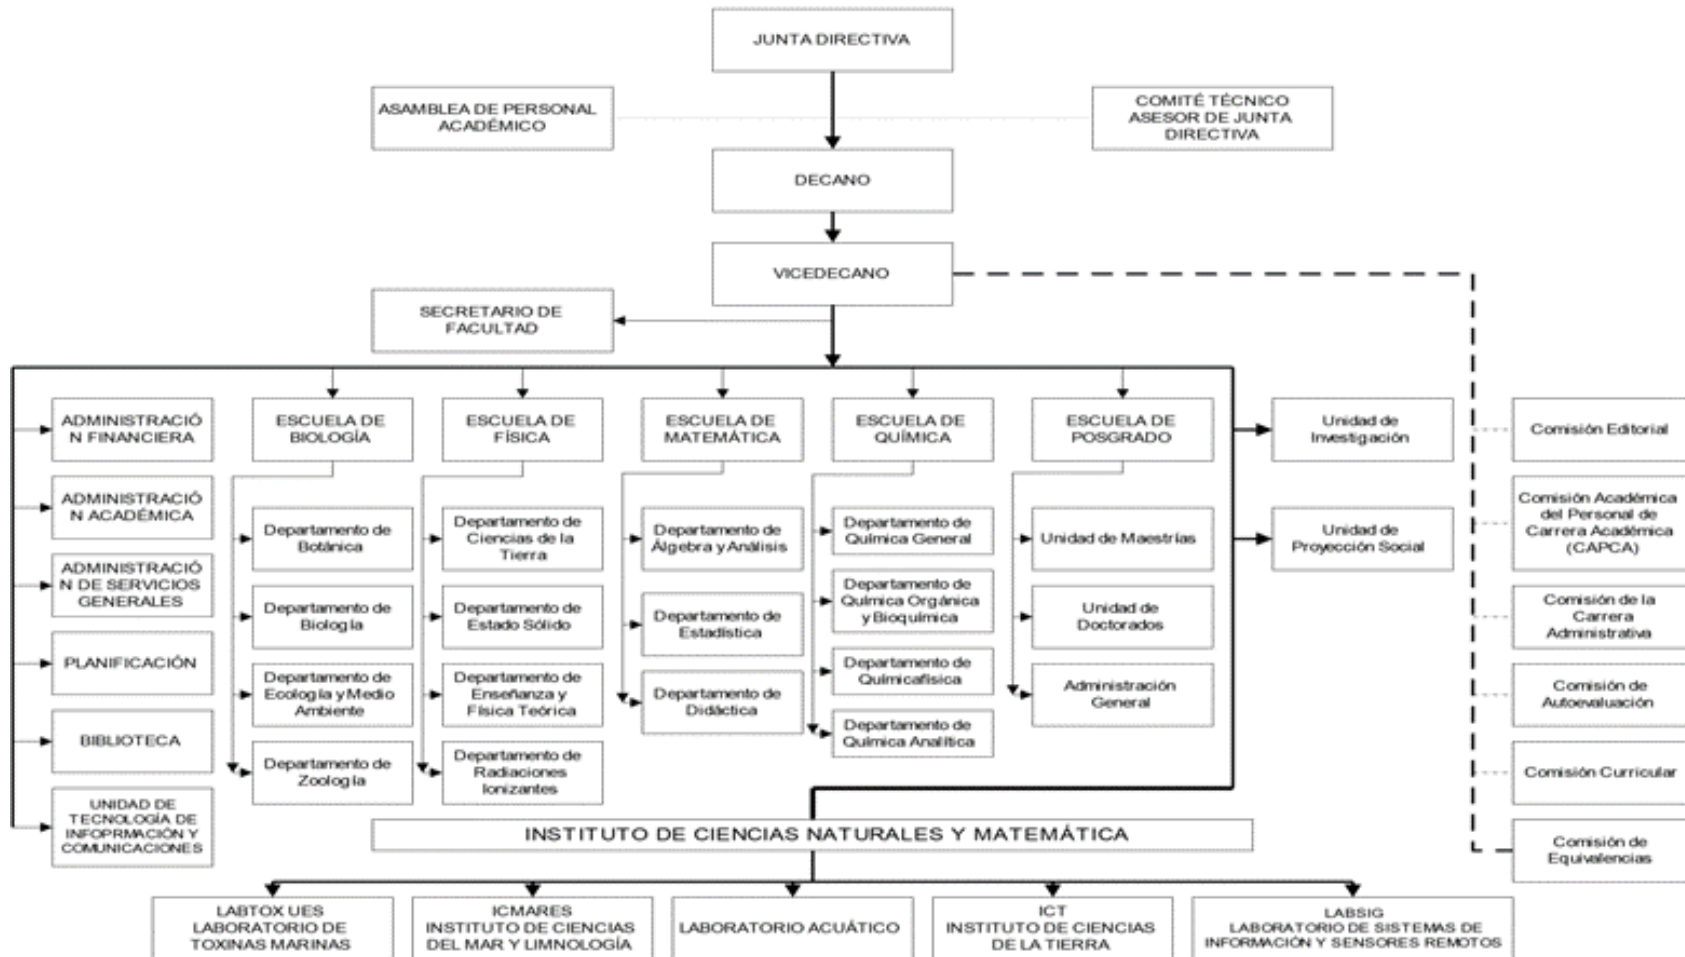 JUNTA DIRECTIVA
ASAMBLEA DE PERSONAL
ACADÉMICO
COMITÉ TÉCNICO
ASESOR DE JUNTA
DIRECTIVA
DECANO
VICEDECANO
SECRETARIO DE
FACULTAD
ADMINISTRACIÓ
N FINANCIERA
ADMINISTRACIÓ
N ACADÉMICA
ADMINISTRACIÓ
N DE SERVICIOS
GENERALES
PLANIFICACIÓN
BIBLIOTECA
UNIDAD DE
TECNOLOGÍA DE
INFOPRMACIÓN Y
COMUNICACIONES
ESCUELA DE
BIOLOGÍA
Departamento de
Botánica
Departamento de
Biología
Departamento de
Ecología y Medio
Ambiente
Departamento de
Zoología
ESCUELA DE
FÍSICA
Departamento de
Ciencias de la
Tierra
Departamento de
Estado Sólido
Departamento de
Enseñanza y
Física Teórica
Departamento de
Radiaciones
Ionizantes
ESCUELA DE
MATEMÁTICA
Departamento de
Álgebra y Análisis
Departamento de
Estadística
Departamento de
Didáctica
ESCUELA DE
QUÍMICA
Departamento de
Química General
Departamento de
Química Orgánica
y Bioquímica
Departamento de
Químicafísica
Departamento de
Química Analítica
ESCUELA DE
POSGRADO
Unidad de Maestrías
Unidad de
Doctorados
Administración
General
Unidad de
Investigación
Unidad de
Proyección Social
Comisión Editorial
Comisión Académica
del Personal de
Carrera Académica
(CAPCA)
Comisión de la
Carrera
Administrativa
Comisión de
Autoevaluación
Comisión Curricular
Comisión de
Equivalencias
INSTITUTO DE CIENCIAS NATURALES Y MATEMÁTICA
LABTOX UES
LABORATORIO DE
TOXINAS MARINAS
ICMARES
INSTITUTO DE CIENCIAS
DEL MAR Y LIMNOLOGÍA
LABORATORIO ACUÁTICO
ICT
INSTITUTO DE CIENCIAS
DE LA TIERRA
LABSIG
LABORATORIO DE SISTEMAS DE
INFORMACIÓN Y SENSORES REMOTOS